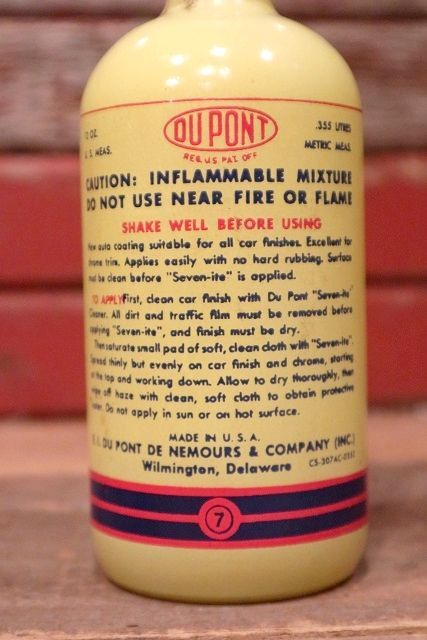 DU PONT
REG. U.S. PAT. OFF
12 OZ.
U. S. MEAS.
.355 LITRES
METRIC MEAS.
CAUTION: INFLAMMABLE MIXTURE
DO NOT USE NEAR FIRE OR FLAME
SHAKE WELL BEFORE USING
New auto coating suitable for all car finishes. Excellent for
chrome trim. Applies easily with no hard rubbing. Surface
must be clean before "Seven-ite" is applied.
TO APPLY First, clean car finish with Du Pont "Seven-ite"
Cleaner. All dirt and traffic film must be removed before
applying "Seven-ite", and finish must be dry.
Then saturate small pad of soft, clean cloth with "Seven-ite".
Spread thinly but evenly on car finish and chrome, starting
at the top and working down. Allow to dry thoroughly, then
wipe off haze with clean, soft cloth to obtain protective
Do not apply in sun or on hot surface.
MADE IN U. S. A.
E. I. DU PONT DE NEMOURS & COMPANY (INC.)
Wilmington, Delaware
CS-307AC-
7